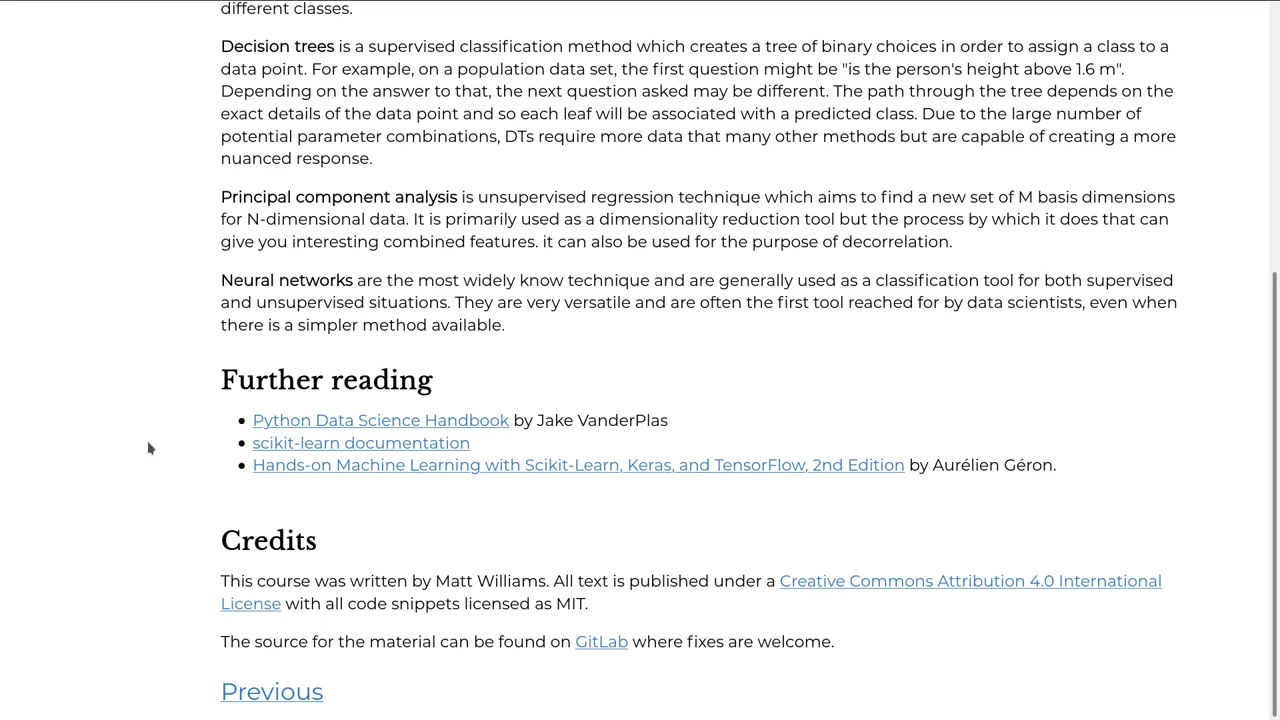 different classes.
Decision trees is a supervised classification method which creates a tree of binary choices in order to assign a class to a
data point. For example, on a population data set, the first question might be "is the person's height above 1.6 m".
Depending on the answer to that, the next question asked may be different. The path through the tree depends on the
exact details of the data point and so each leaf will be associated with a predicted class. Due to the large number of
potential parameter combinations, DTs require more data that many other methods but are capable of creating a more
nuanced response.
Principal component analysis is unsupervised regression technique which aims to find a new set of M basis dimensions
for N-dimensional data. It is primarily used as a dimensionality reduction tool but the process by which it does that can
give you interesting combined features. it can also be used for the purpose of decorrelation.
Neural networks are the most widely know technique and are generally used as a classification tool for both supervised
and unsupervised situations. They are very versatile and are often the first tool reached for by data scientists, even when
there is a simpler method available.
Further reading
• Python Data Science Handbook by Jake VanderPlas
• scikit-learn documentation
• Hands-on Machine Learning with Scikit-Learn, Keras, and TensorFlow, 2nd Edition by Aurélien Géron.
Credits
This course was written by Matt Williams. All text is published under a Creative Commons Attribution 4.0 International
License with all code snippets licensed as MIT.
The source for the material can be found on GitLab where fixes are welcome.
Previous